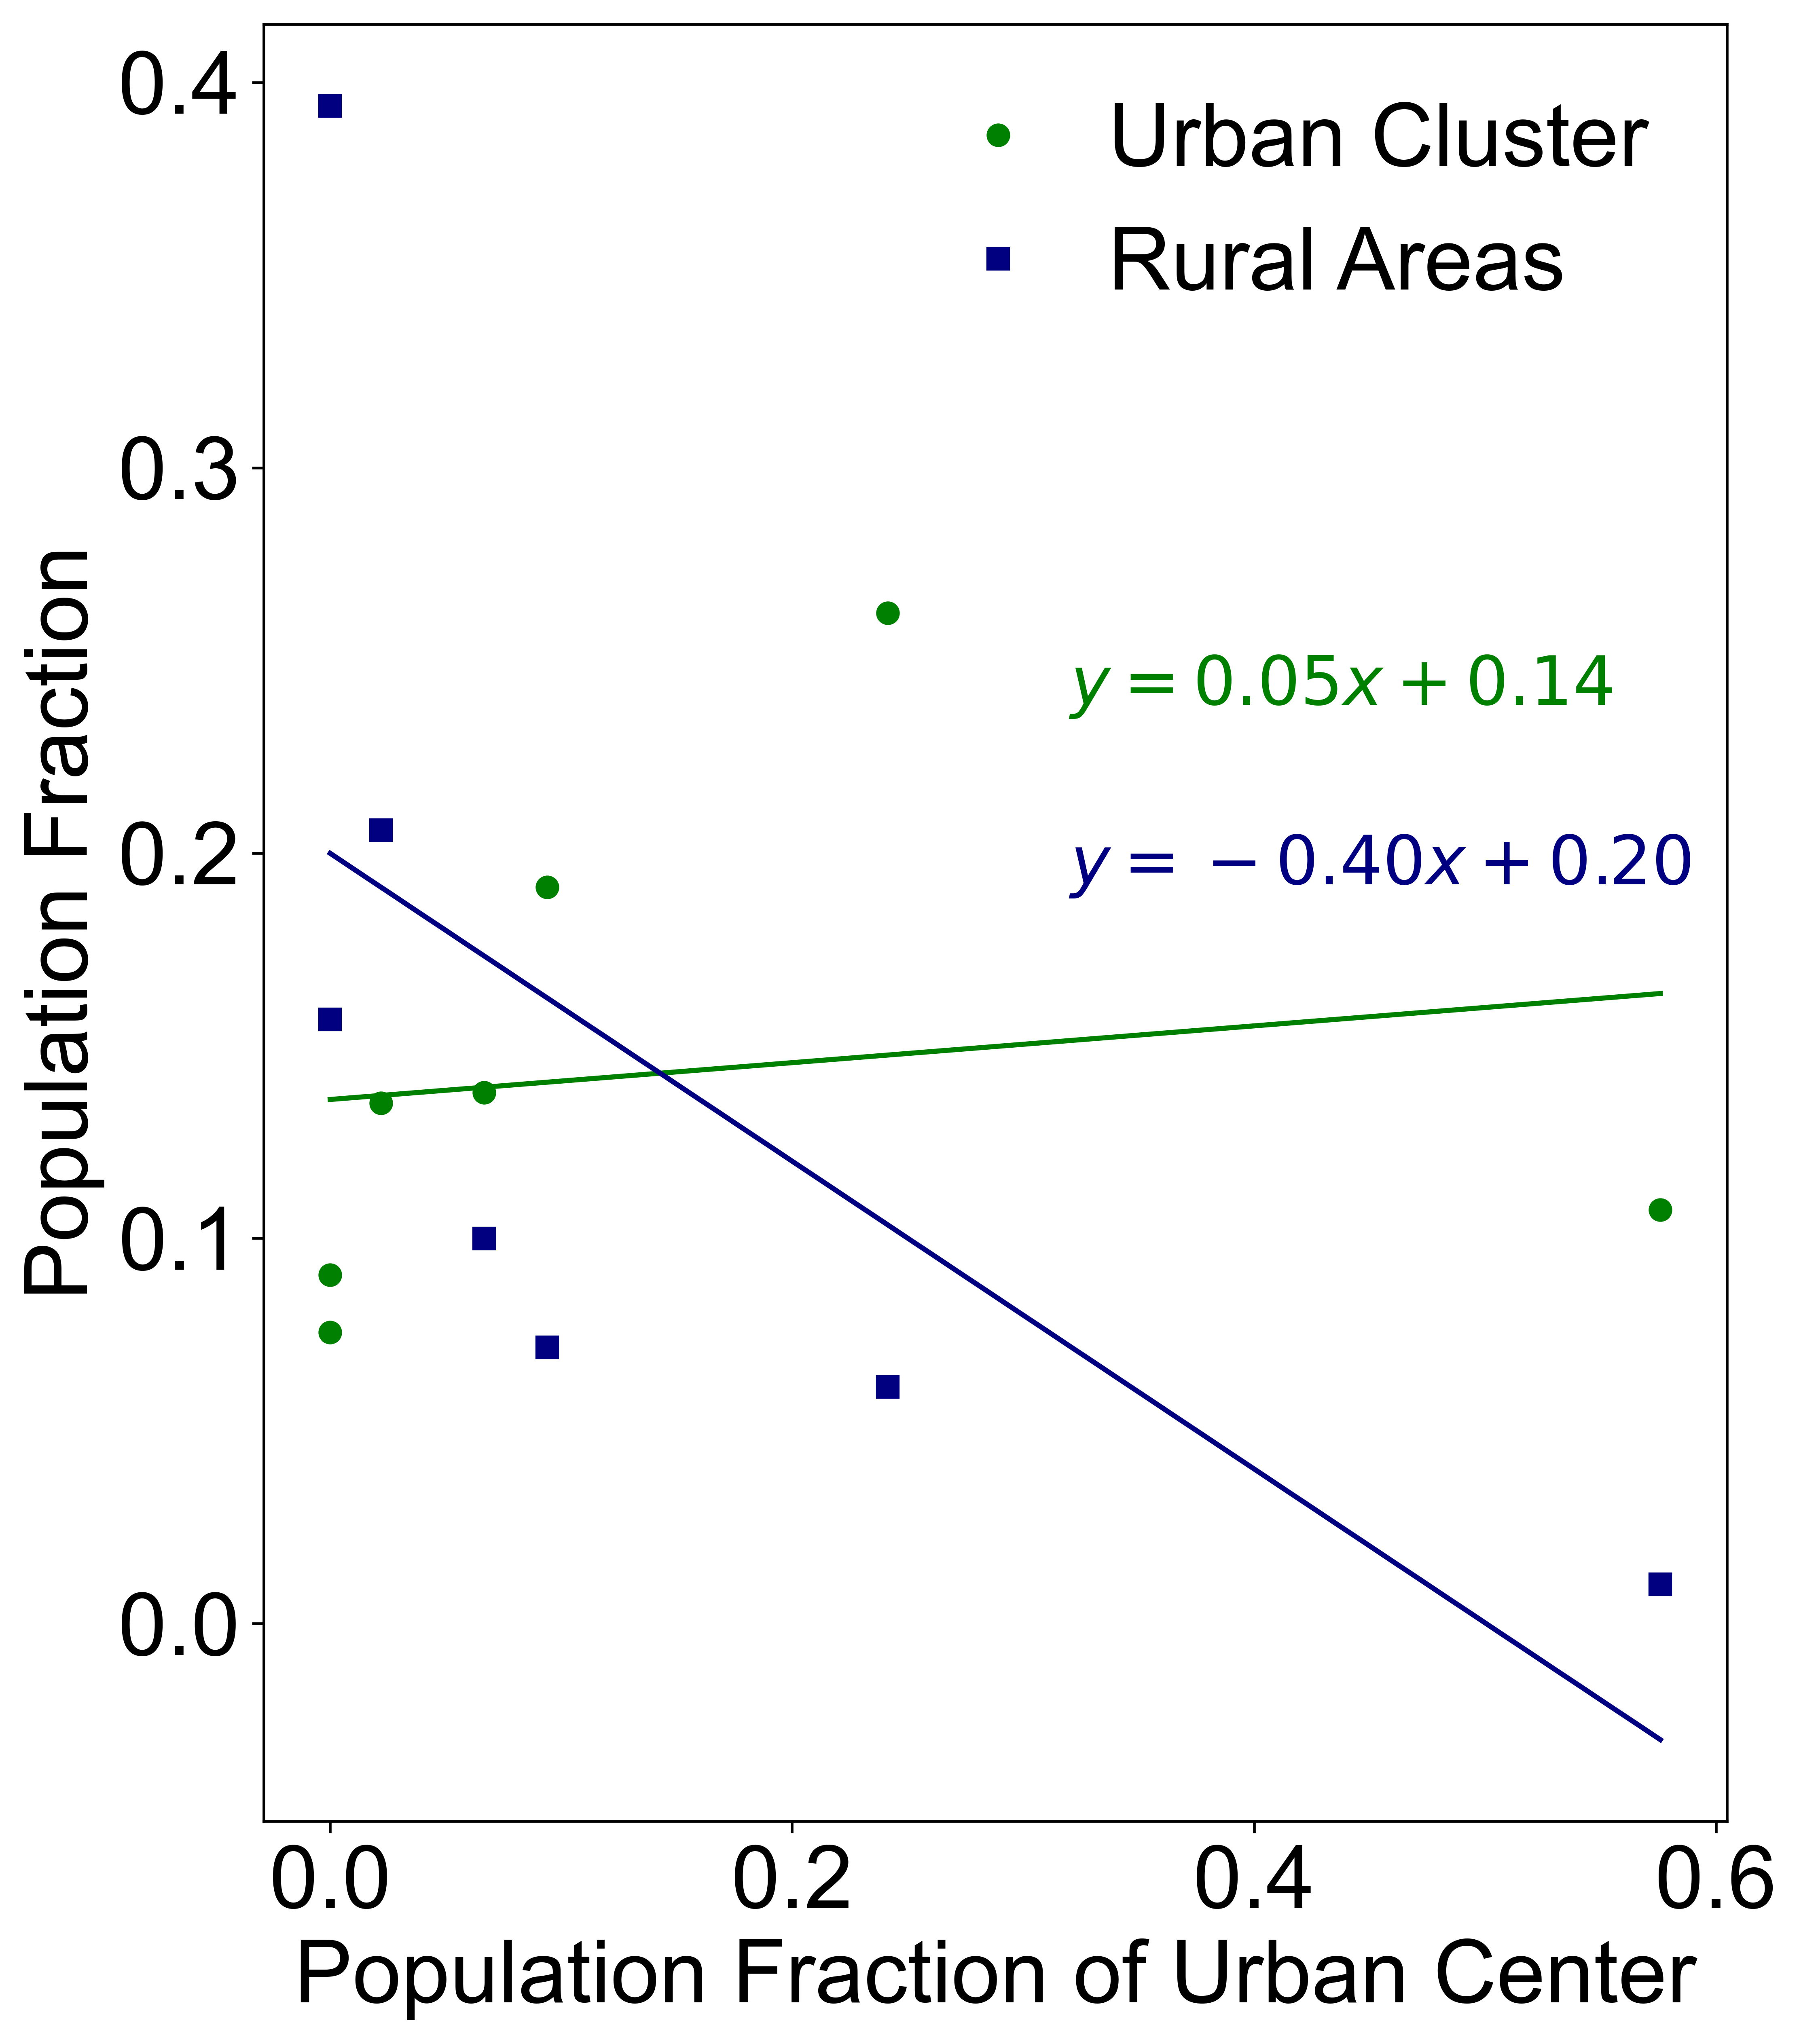 0.4
Urban Cluster
Rural Areas
0.3
y = 0.05x + 0.14
0.2
y = − 0.40x + 0.20
Population Fraction
0.1
0.0
0.0 0.2 0.4 0.6
Population Fraction of Urban Center